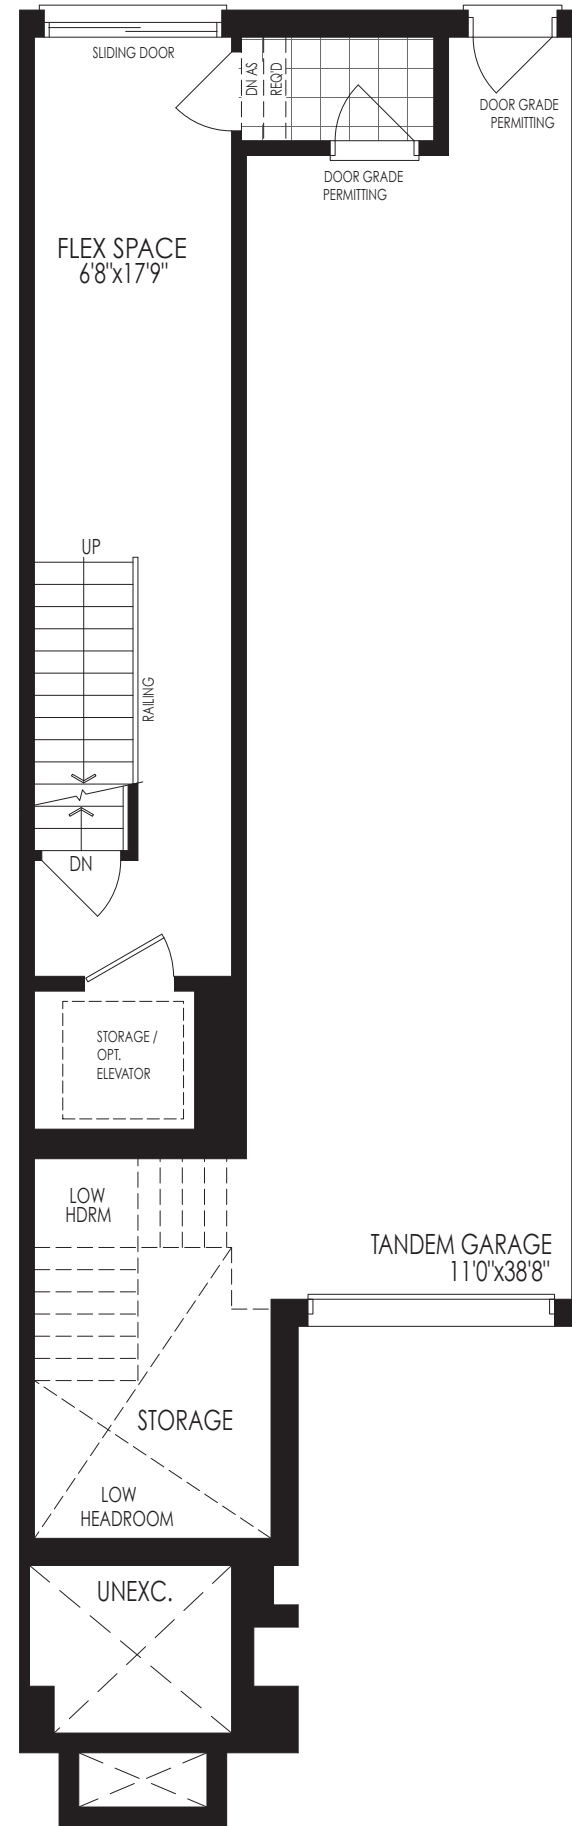 SLIDING DOOR
DN AS
REQ'D
DOOR GRADE
PERMITTING
DOOR GRADE
PERMITTING
FLEX SPACE
6'8"x17'9"
UP
RAILING
DN
STORAGE /
OPT.
ELEVATOR
LOW
HDRM
TANDEM GARAGE
11'0"x38'8"
STORAGE
LOW
HEADROOM
UNEXC.